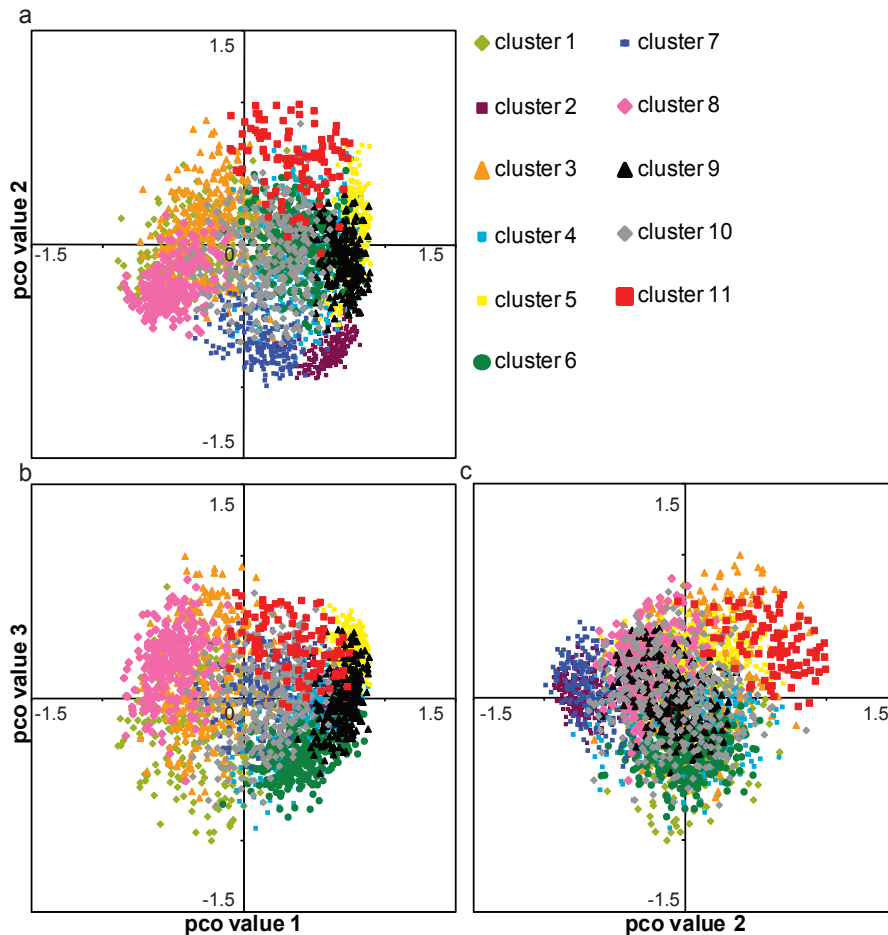 a
1.5
-1.5
0
1.5
-1.5
pco value 2
cluster 1
cluster 2
cluster 3
cluster 4
cluster 5
cluster 6
cluster 7
cluster 8
cluster 9
cluster 10
cluster 11
b
1.5
-1.5
0
1.5
-1.5
pco value 3
pco value 1
c
1.5
-1.5
1.5
-1.5
pco value 2